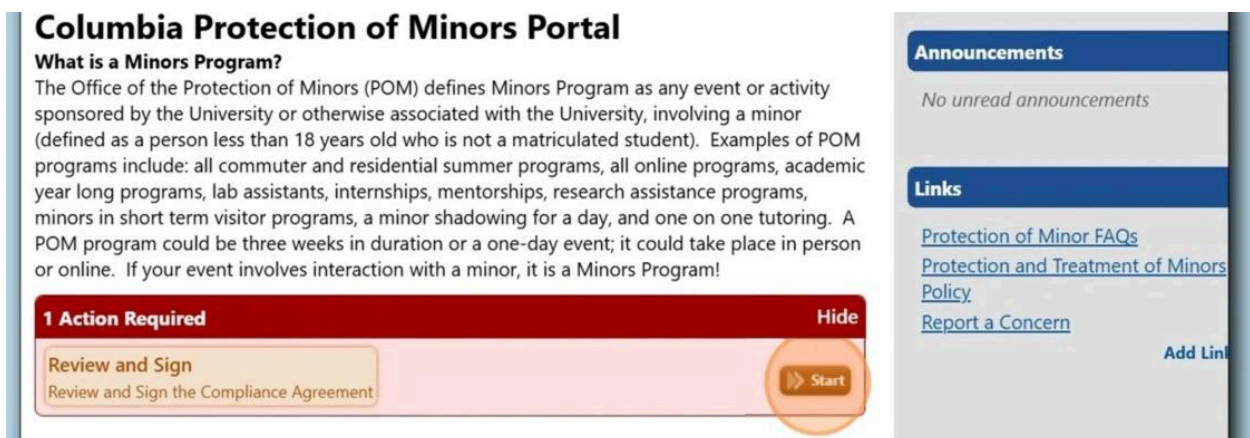 Columbia Protection of Minors Portal
What is a Minors Program?
The Office of the Protection of Minors (POM) defines Minors Program as any event or activity
sponsored by the University or otherwise associated with the University, involving a minor
(defined as a person less than 18 years old who is not a matriculated student). Examples of POM
programs include: all commuter and residential summer programs, all online programs, academic
year long programs, lab assistants, internships, mentorships, research assistance programs,
minors in short term visitor programs, a minor shadowing for a day, and one on one tutoring. A
POM program could be three weeks in duration or a one-day event; it could take place in person
or online. If your event involves interaction with a minor, it is a Minors Program!
1 Action Required
Hide
Review and Sign
Review and Sign the Compliance Agreement
Start
Announcements
No unread announcements
Links
Protection of Minor FAQs
Protection and Treatment of Minors
Policy
Report a Concern
Add Lin